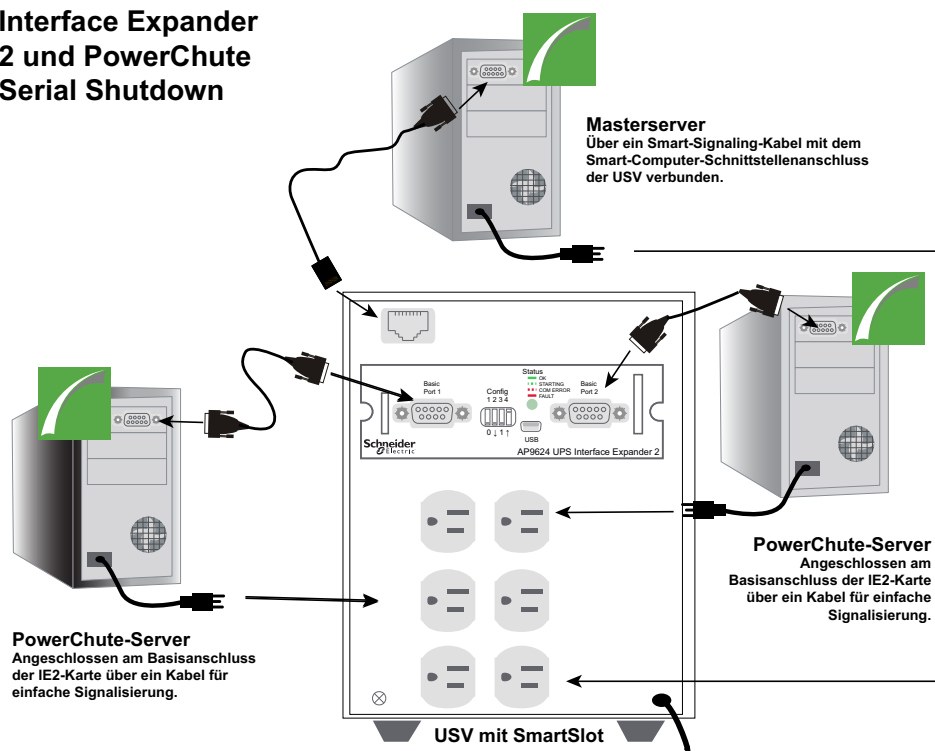 Interface Expander
2 und PowerChute
Serial Shutdown
Masterserver
Über ein Smart-Signaling-Kabel mit dem
Smart-Computer-Schnittstellenanschluss
der USV verbunden.
Basic
Port 1
Config
1 2 3 4
0 ↓ 1 ↑
Status
OK
STARTING
COM ERROR
FAULT
USB
Basic
Port 2
Schneider
Electric
AP9624 UPS Interface Expander 2
PowerChute-Server
Angeschlossen am
Basisanschluss der IE2-Karte
über ein Kabel für einfache
Signalisierung.
PowerChute-Server
Angeschlossen am Basisanschluss
der IE2-Karte über ein Kabel für
einfache Signalisierung.
USV mit SmartSlot